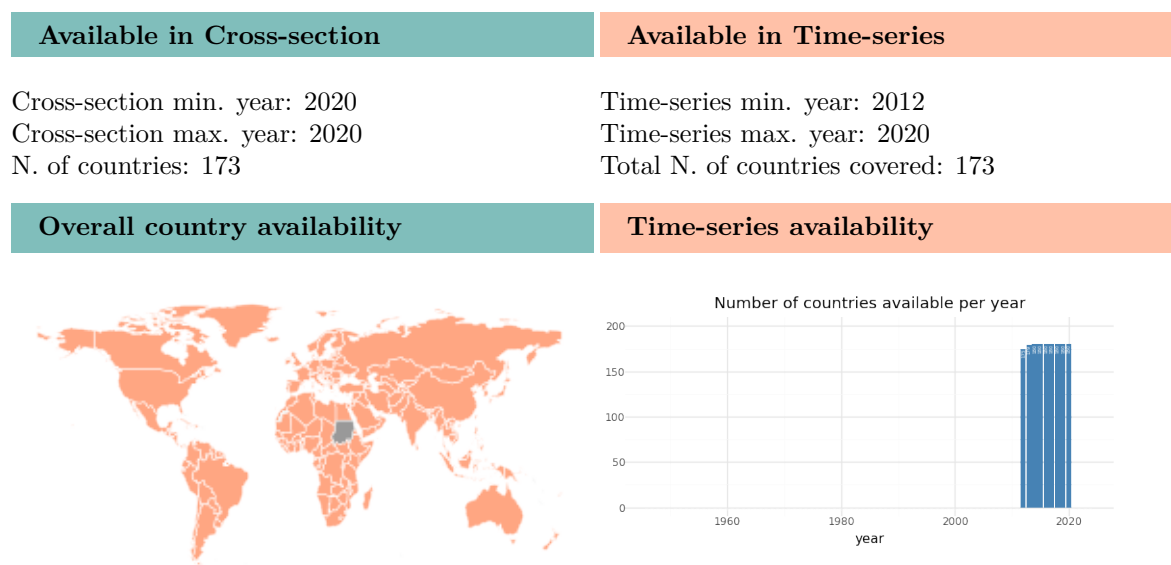 Available in Cross-section
Available in Time-series
Cross-section min. year: 2020
Cross-section max. year: 2020
N. of countries: 173
Time-series min. year: 2012
Time-series max. year: 2020
Total N. of countries covered: 173
Overall country availability
Time-series availability
Number of countries available per year
200
150
100
50
0
1960
1980
2000
2020
year